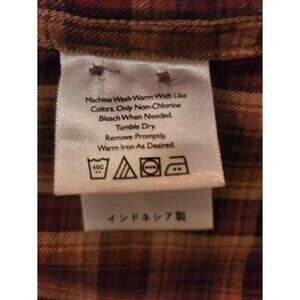 Machine Wash Warm With Like
Colors. Only Non-Chlorine
Bleach When Needed.
Tumble Dry.
Remove Promptly.
Warm Iron As Desired.
40C
インドネシア製